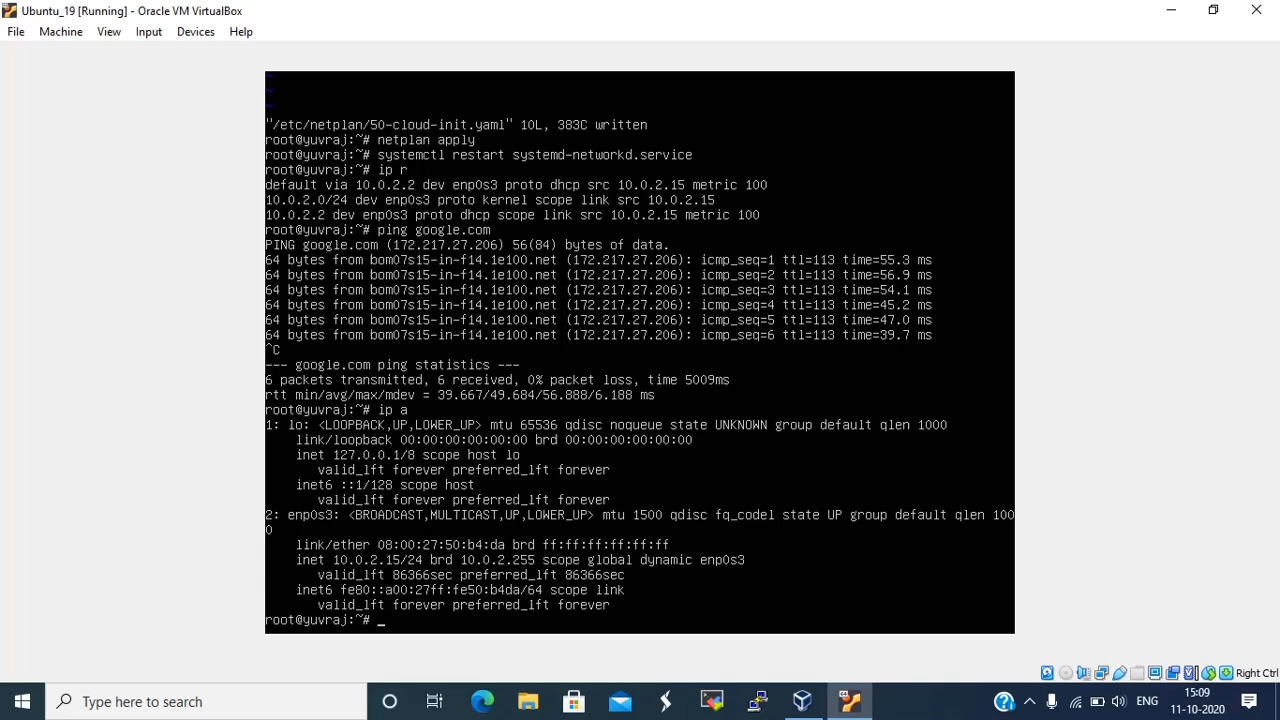 Ubuntu_19 [Running] - Oracle VM VirtualBox
File Machine View Input Devices Help
~
~
~
"/etc/netplan/50-cloud-init.yaml" 10L, 383C written
root@yuvraj:~# netplan apply
root@yuvraj:~# systemctl restart systemd-networkd.service
root@yuvraj:~# ip r
default via 10.0.2.2 dev enp0s3 proto dhcp src 10.0.2.15 metric 100
10.0.2.0/24 dev enp0s3 proto kernel scope link src 10.0.2.15
10.0.2.2 dev enp0s3 proto dhcp scope link src 10.0.2.15 metric 100
root@yuvraj:~# ping google.com
PING google.com (172.217.27.206) 56(84) bytes of data.
64 bytes from bom07s15-in-f14.1e100.net (172.217.27.206): icmp_seq=1 ttl=113 time=55.3 ms
64 bytes from bom07s15-in-f14.1e100.net (172.217.27.206): icmp_seq=2 ttl=113 time=56.9 ms
64 bytes from bom07s15-in-f14.1e100.net (172.217.27.206): icmp_seq=3 ttl=113 time=54.1 ms
64 bytes from bom07s15-in-f14.1e100.net (172.217.27.206): icmp_seq=4 ttl=113 time=45.2 ms
64 bytes from bom07s15-in-f14.1e100.net (172.217.27.206): icmp_seq=5 ttl=113 time=47.0 ms
64 bytes from bom07s15-in-f14.1e100.net (172.217.27.206): icmp_seq=6 ttl=113 time=39.7 ms
^C
--- google.com ping statistics ---
6 packets transmitted, 6 received, 0% packet loss, time 5009ms
rtt min/avg/max/mdev = 39.667/49.684/56.888/6.188 ms
root@yuvraj:~# ip a
1: lo: <LOOPBACK,UP,LOWER_UP> mtu 65536 qdisc noqueue state UNKNOWN group default qlen 1000
link/loopback 00:00:00:00:00:00 brd 00:00:00:00:00:00
inet 127.0.0.1/8 scope host lo
valid_lft forever preferred_lft forever
inet6 ::1/128 scope host
valid_lft forever preferred_lft forever
2: enp0s3: <BROADCAST,MULTICAST,UP,LOWER_UP> mtu 1500 qdisc fq_codel state UP group default qlen 100
0
link/ether 08:00:27:50:b4:da brd ff:ff:ff:ff:ff:ff
inet 10.0.2.15/24 brd 10.0.2.255 scope global dynamic enp0s3
valid_lft 86366sec preferred_lft 86366sec
inet6 fe80::a00:27ff:fe50:b4da/64 scope link
valid_lft forever preferred_lft forever
root@yuvraj:~# _
Right Ctrl
Type here to search
ENG
15:09
11-10-2020